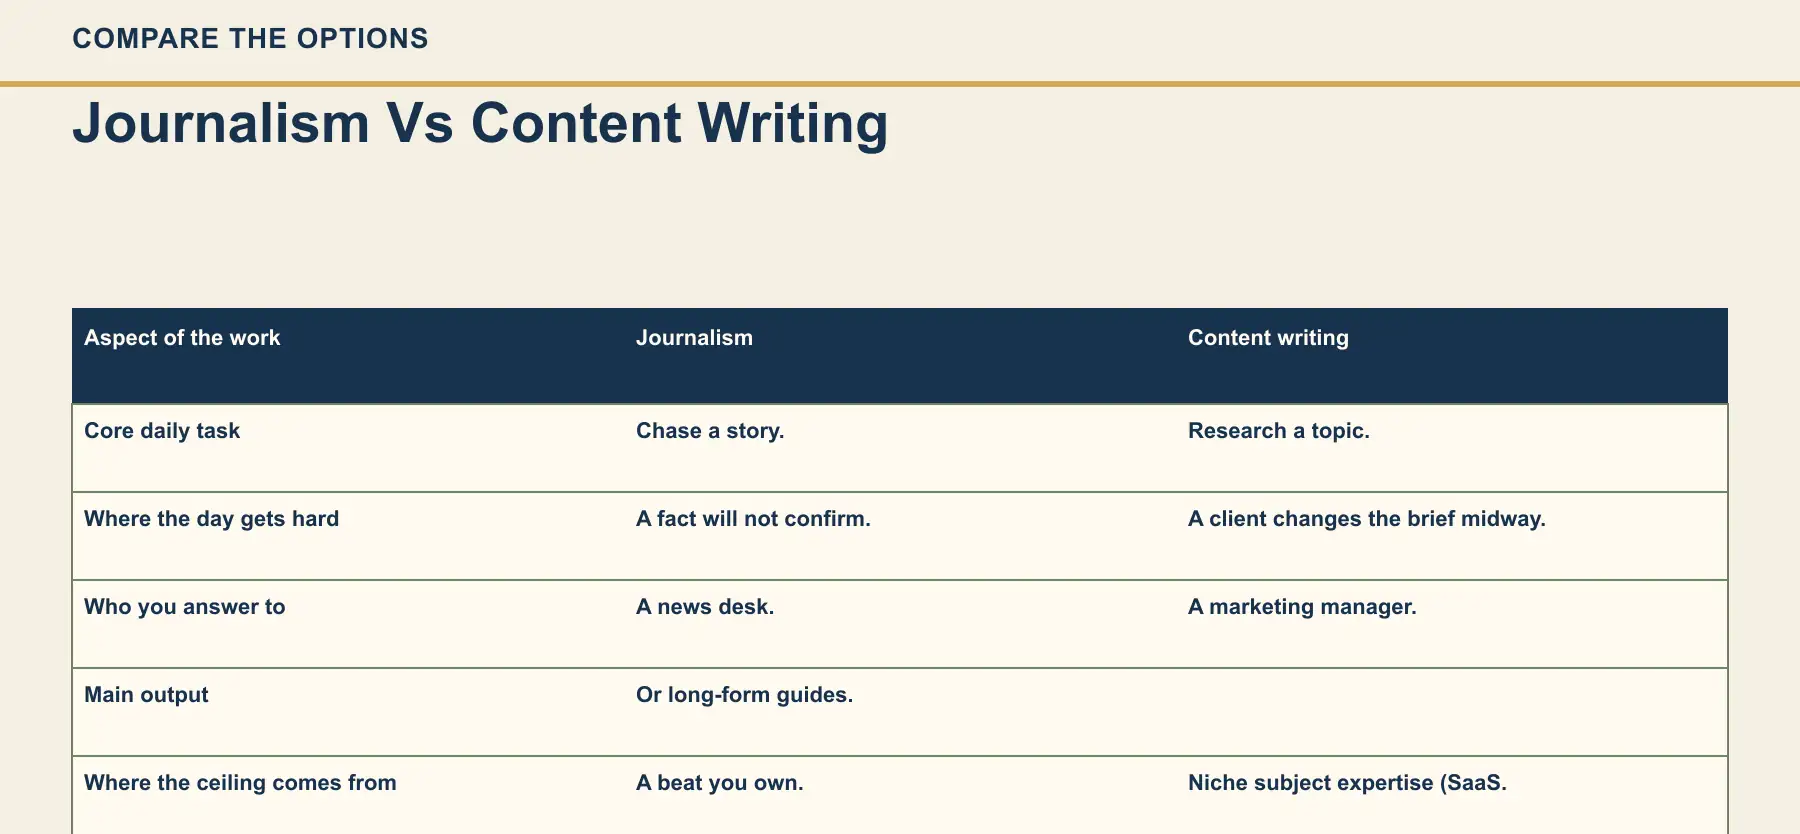 COMPARE THE OPTIONS
Journalism Vs Content Writing
Aspect of the work Journalism Content writing
Core daily task Chase a story. Research a topic.
Where the day gets hard A fact will not confirm. A client changes the brief midway.
Who you answer to A news desk. A marketing manager.
Main output Or long-form guides.
Where the ceiling comes from A beat you own. Niche subject expertise (SaaS.